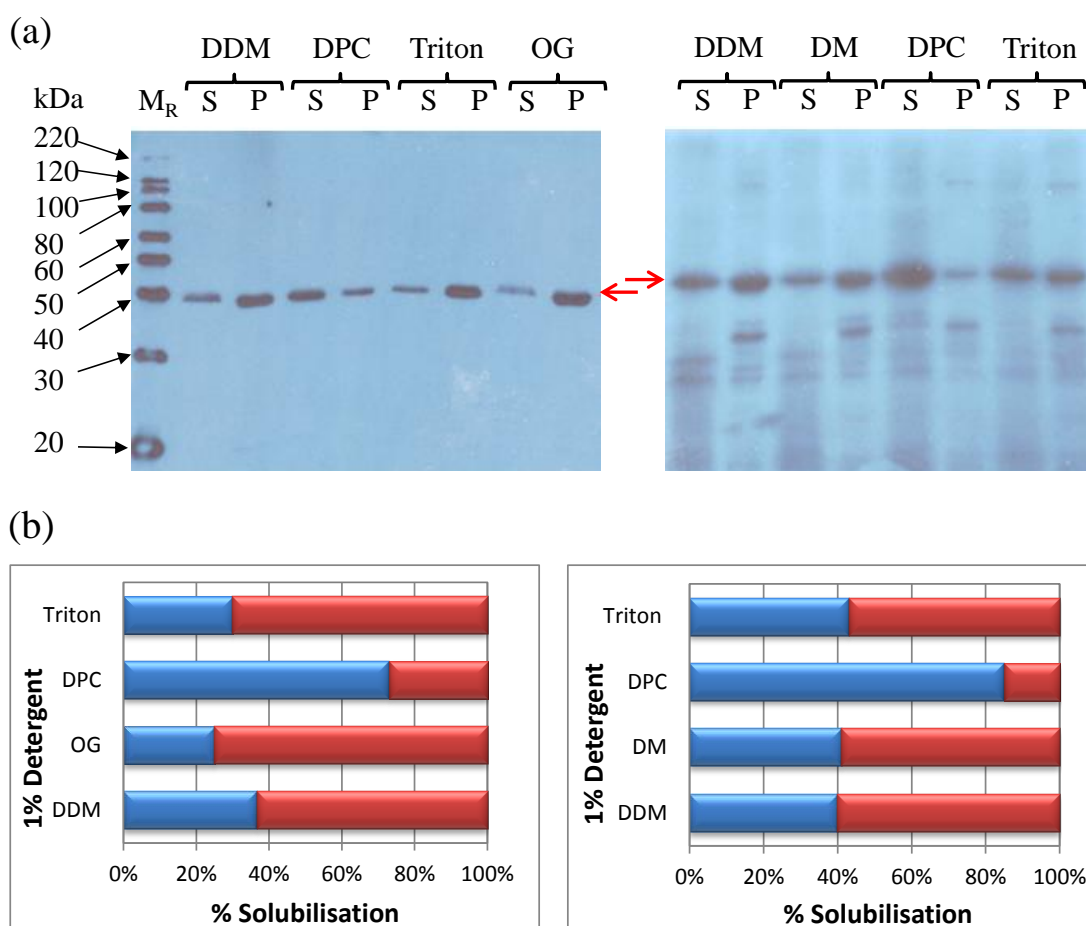 (a)
DDM DPC Triton OG
DDM DM DPC Triton
kDa M_R S P S P S P S P
S P S P S P S P
220
120
100
80
60
50
40
30
20
(b)
Triton
DPC
OG
DDM
1% Detergent
0% 20% 40% 60% 80% 100%
% Solubilisation
Triton
DPC
DM
DDM
1% Detergent
0% 20% 40% 60% 80% 100%
% Solubilisation